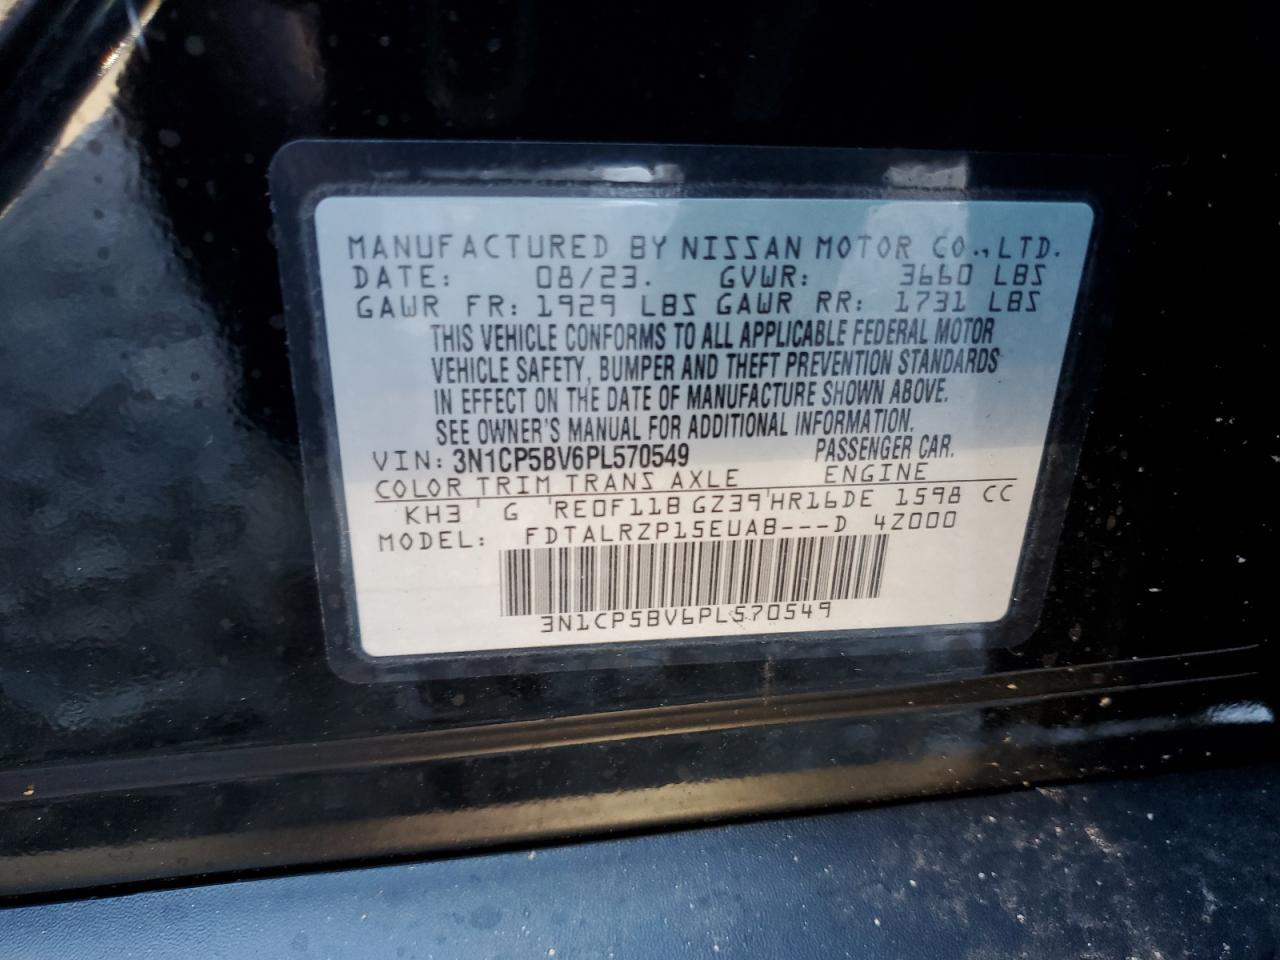 MANUFACTURED BY NISSAN MOTOR CO., LTD.
DATE: 08/23. GVWR: 3660 LBS
GAWR FR: 1929 LBS GAWR RR: 1731 LBS
THIS VEHICLE CONFORMS TO ALL APPLICABLE FEDERAL MOTOR
VEHICLE SAFETY, BUMPER AND THEFT PREVENTION STANDARDS
IN EFFECT ON THE DATE OF MANUFACTURE SHOWN ABOVE.
SEE OWNER'S MANUAL FOR ADDITIONAL INFORMATION.
VIN: 3N1CP5BV6PL570549 PASSENGER CAR.
COLOR TRIM TRANS AXLE ENGINE
KH3 ' G ' RE0F11B GZ39 ' HR16DE 1598 CC
MODEL: FDTALRZP15EUAB---D 4Z000
3N1CP5BV6PL570549